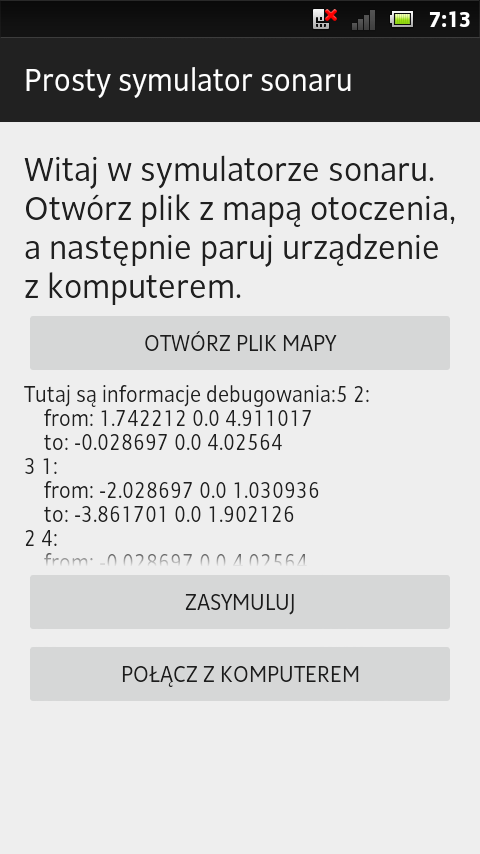 7:13
Prosty symulator sonaru
Witaj w symulatorze sonaru.
Otwórz plik z mapą otoczenia,
a następnie paruj urządzenie
z komputerem.
OTWÓRZ PLIK MAPY
Tutaj są informacje debugowania:5 2:
from: 1.742212 0.0 4.911017
to: -0.028697 0.0 4.02564
3 1:
from: -2.028697 0.0 1.030936
to: -3.861701 0.0 1.902126
2 4:
from: -0.028697 0.0 4.02564
ZASYMULUJ
POŁĄCZ Z KOMPUTEREM